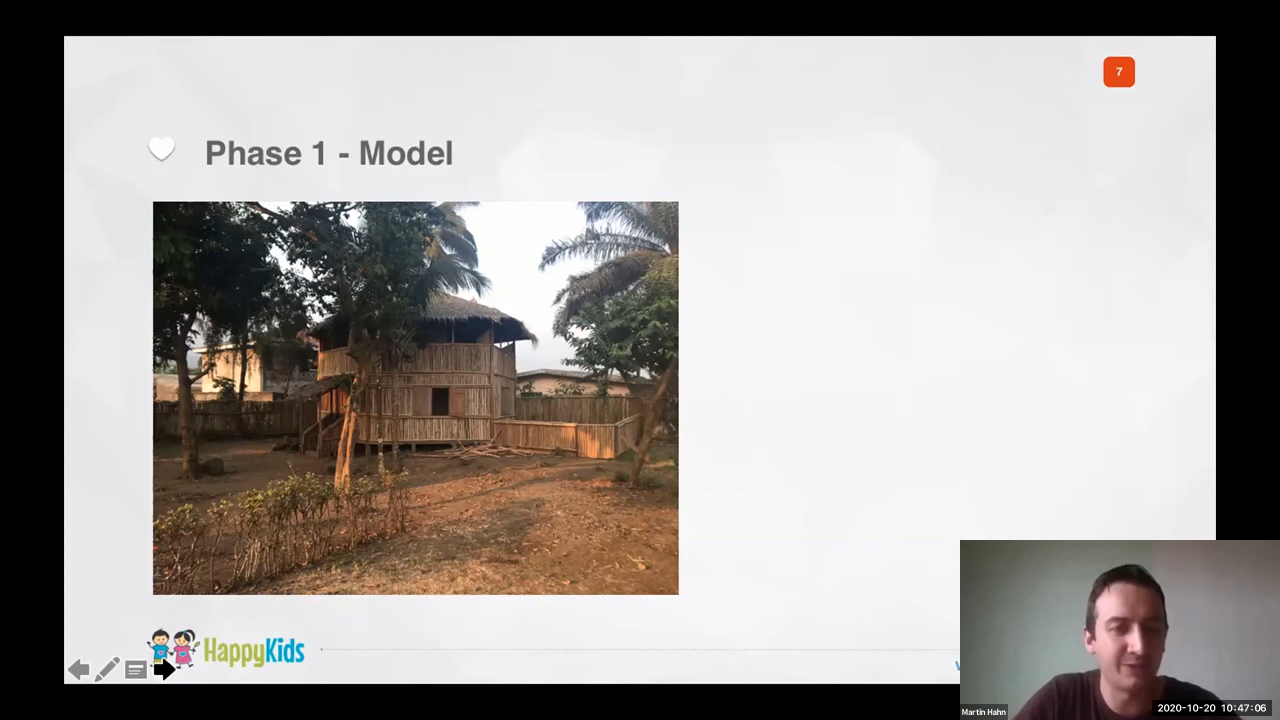 7
Phase 1 - Model
HappyKids
Martin Hahn
2020-10-20 10:47:06